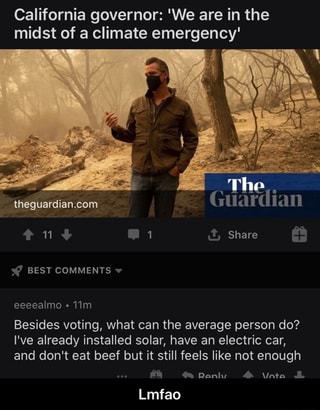 California governor: 'We are in the
midst of a climate emergency'
theguardian.com
The
Guardian
11
1
Share
BEST COMMENTS
eeeealmo • 11m
Besides voting, what can the average person do?
I've already installed solar, have an electric car,
and don't eat beef but it still feels like not enough
... Reply Vote
Lmfao